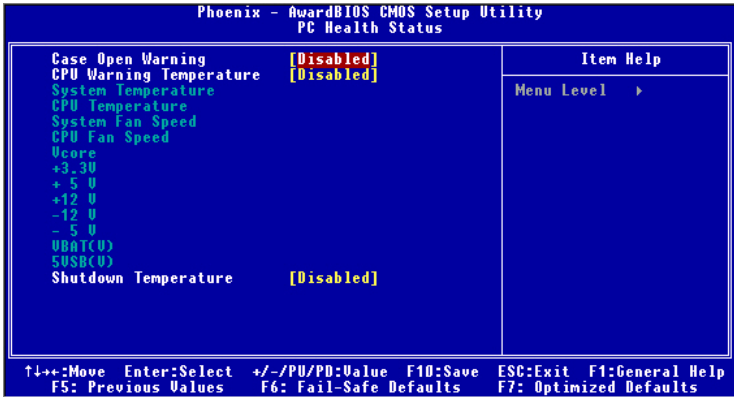 Phoenix - AwardBIOS CMOS Setup Utility
PC Health Status
Case Open Warning [Disabled]
CPU Warning Temperature [Disabled]
System Temperature
CPU Temperature
System Fan Speed
CPU Fan Speed
Vcore
+3.3V
+ 5 V
+12 V
-12 V
- 5 V
VBAT(V)
5VSB(V)
Shutdown Temperature [Disabled]
Item Help
Menu Level ▸
↑↓→←:Move Enter:Select +/-/PU/PD:Value F10:Save ESC:Exit F1:General Help
F5: Previous Values F6: Fail-Safe Defaults F7: Optimized Defaults